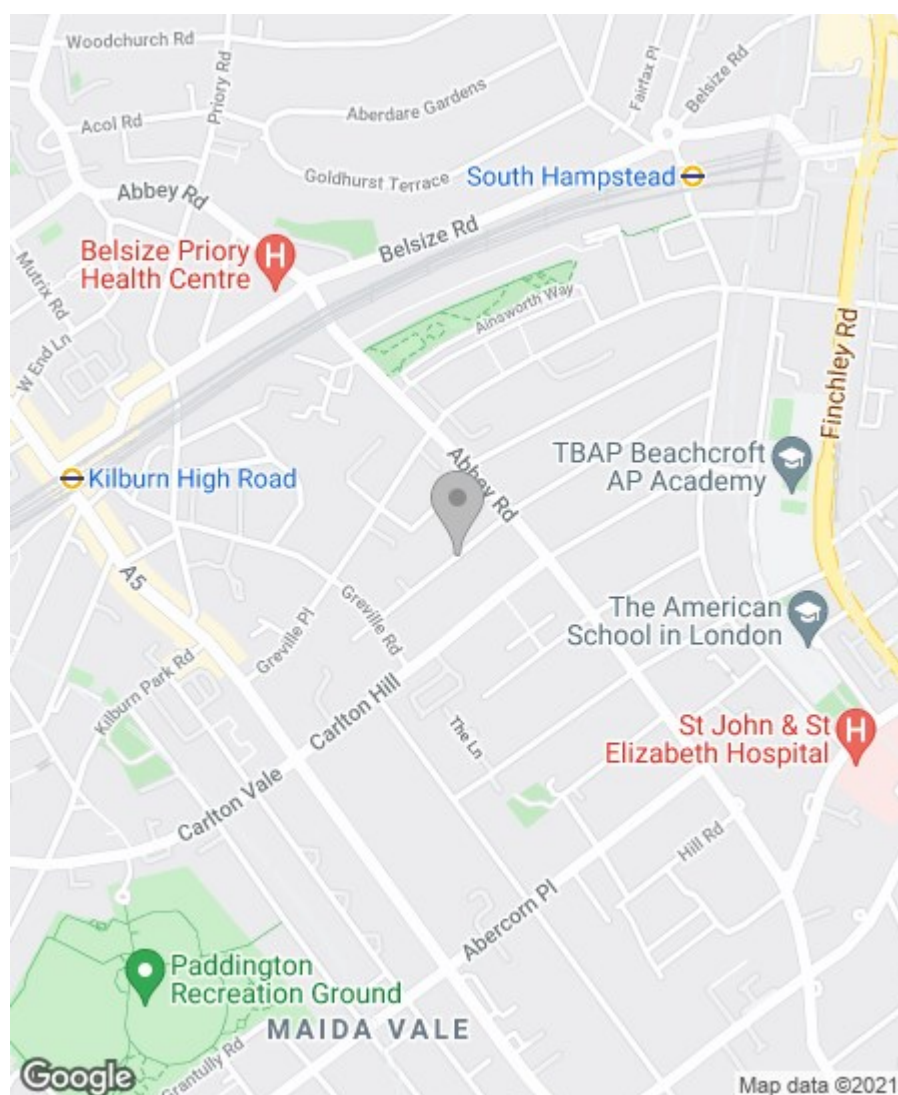 Woodchurch Rd
Priory Rd
Fairfax Pl
Belsize Rd
Aberdare Gardens
Acol Rd
Goldhurst Terrace
South Hampstead
Abbey Rd
Belsize Priory
Health Centre
H
Belsize Rd
Mutrix Rd
Ainsworth Way
W End Ln
Finchley Rd
Abbey Rd
TBAP Beachcroft
AP Academy
Kilburn High Road
A5
Greville Rd
Greville Pl
The American
School in London
Kilburn Park Rd
Carlton Hill
The Ln
St John & St
Elizabeth Hospital
H
Carlton Vale
Hill Rd
Abercorn Pl
Paddington
Recreation Ground
MAIDA VALE
Grantully Rd
Google
Map data ©2021